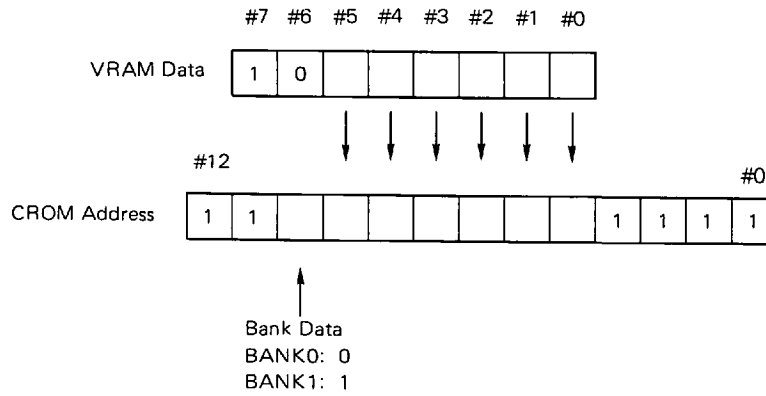 #7 #6 #5 #4 #3 #2 #1 #0
VRAM Data 1 0
#12 #0
CROM Address 1 1 1 1 1 1
Bank Data
BANK0: 0
BANK1: 1